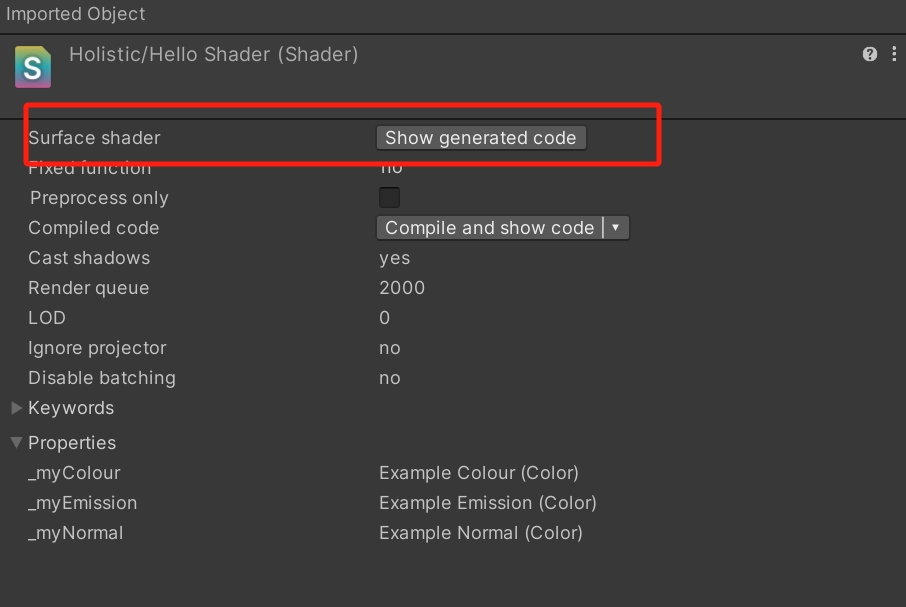 Imported Object
S
Holistic/Hello Shader (Shader)
Surface shader Show generated code
Fixed function no
Preprocess only
Compiled code Compile and show code
Cast shadows yes
Render queue 2000
LOD 0
Ignore projector no
Disable batching no
Keywords
Properties
_myColour Example Colour (Color)
_myEmission Example Emission (Color)
_myNormal Example Normal (Color)